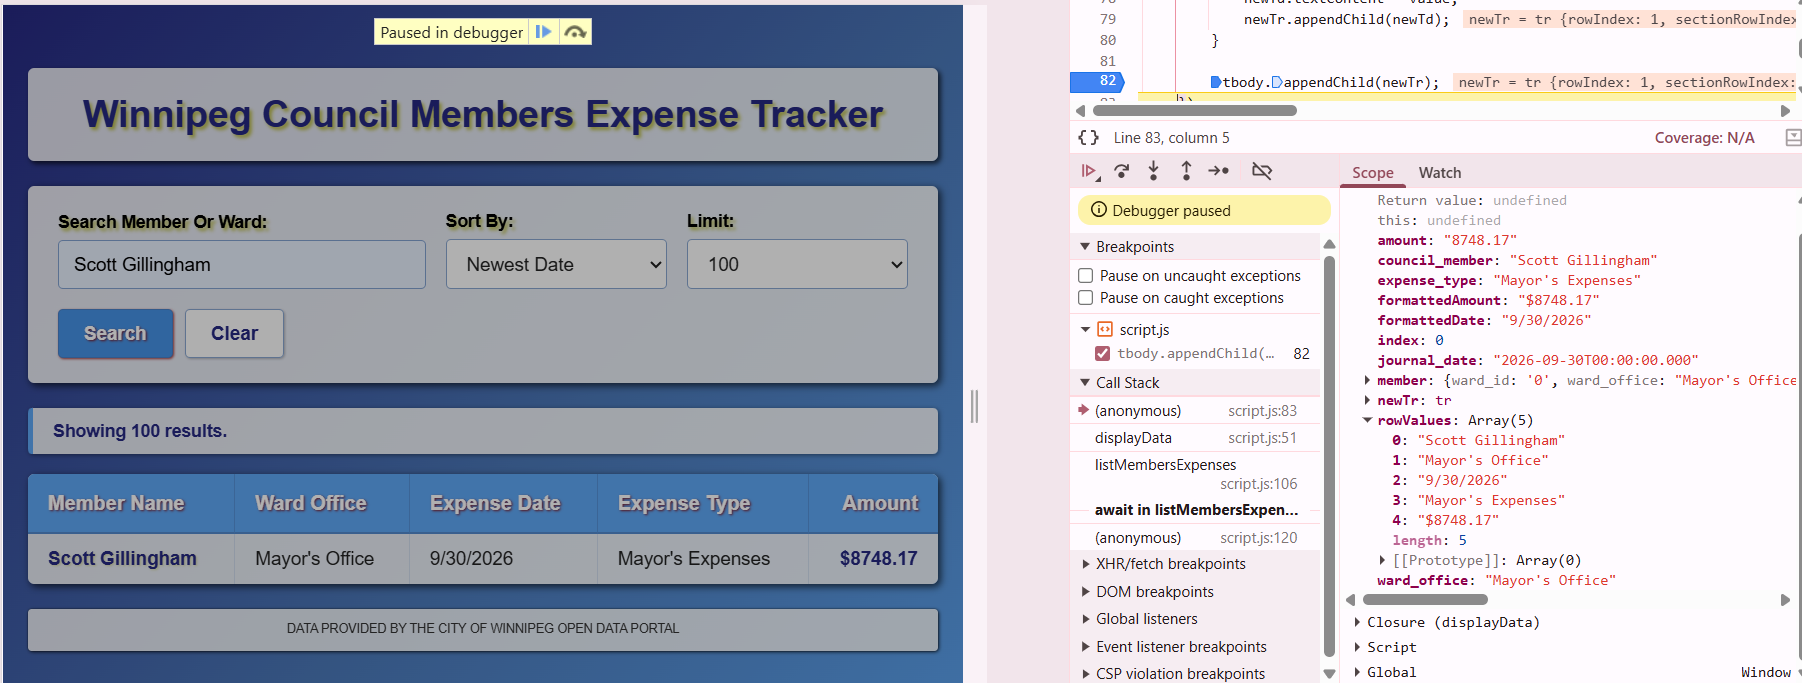 Paused in debugger
Winnipeg Council Members Expense Tracker
Search Member Or Ward:
Sort By:
Limit:
Scott Gillingham
Newest Date
100
Search
Clear
Showing 100 results.
Member Name
Ward Office
Expense Date
Expense Type
Amount
Scott Gillingham
Mayor's Office
9/30/2026
Mayor's Expenses
$8748.17
DATA PROVIDED BY THE CITY OF WINNIPEG OPEN DATA PORTAL
79 newTr.appendChild(newTd); newTr = tr {rowIndex: 1, sectionRowIndex
80 }
81
82 tbody.appendChild(newTr); newTr = tr {rowIndex: 1, sectionRowIndex:
{} Line 83, column 5
Coverage: N/A
Debugger paused
Breakpoints
Pause on uncaught exceptions
Pause on caught exceptions
script.js
tbody.appendChild(… 82
Call Stack
(anonymous) script.js:83
displayData script.js:51
listMembersExpenses
script.js:106
await in listMembersExpen...
(anonymous) script.js:120
XHR/fetch breakpoints
DOM breakpoints
Global listeners
Event listener breakpoints
CSP violation breakpoints
Scope
Watch
Return value: undefined
this: undefined
amount: "8748.17"
council_member: "Scott Gillingham"
expense_type: "Mayor's Expenses"
formattedAmount: "$8748.17"
formattedDate: "9/30/2026"
index: 0
journal_date: "2026-09-30T00:00:00.000"
member: {ward_id: '0', ward_office: "Mayor's Office
newTr: tr
rowValues: Array(5)
0: "Scott Gillingham"
1: "Mayor's Office"
2: "9/30/2026"
3: "Mayor's Expenses"
4: "$8748.17"
length: 5
[[Prototype]]: Array(0)
ward_office: "Mayor's Office"
Closure (displayData)
Script
Global
Window